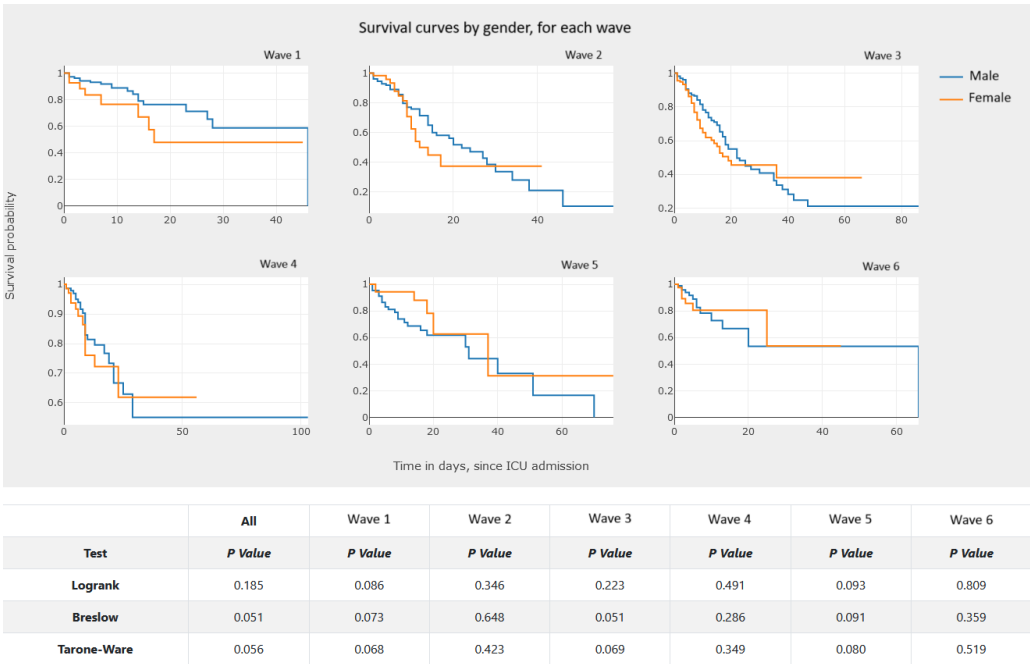 Survival curves by gender, for each wave
Wave 1
Wave 2
Wave 3
Male
Female
1
0.8
0.6
0.4
0.2
0
0 10 20 30 40
1
0.8
0.6
0.4
0.2
0 20 40
1
0.8
0.6
0.4
0.2
0 20 40 60 80
Survival probability
Wave 4
Wave 5
Wave 6
1
0.9
0.8
0.7
0.6
0 50 100
1
0.8
0.6
0.4
0.2
0
0 20 40 60
1
0.8
0.6
0.4
0.2
0
0 20 40 60
Time in days, since ICU admission
All Wave 1 Wave 2 Wave 3 Wave 4 Wave 5 Wave 6
Test P Value P Value P Value P Value P Value P Value P Value
Logrank 0.185 0.086 0.346 0.223 0.491 0.093 0.809
Breslow 0.051 0.073 0.648 0.051 0.286 0.091 0.359
Tarone-Ware 0.056 0.068 0.423 0.069 0.349 0.080 0.519